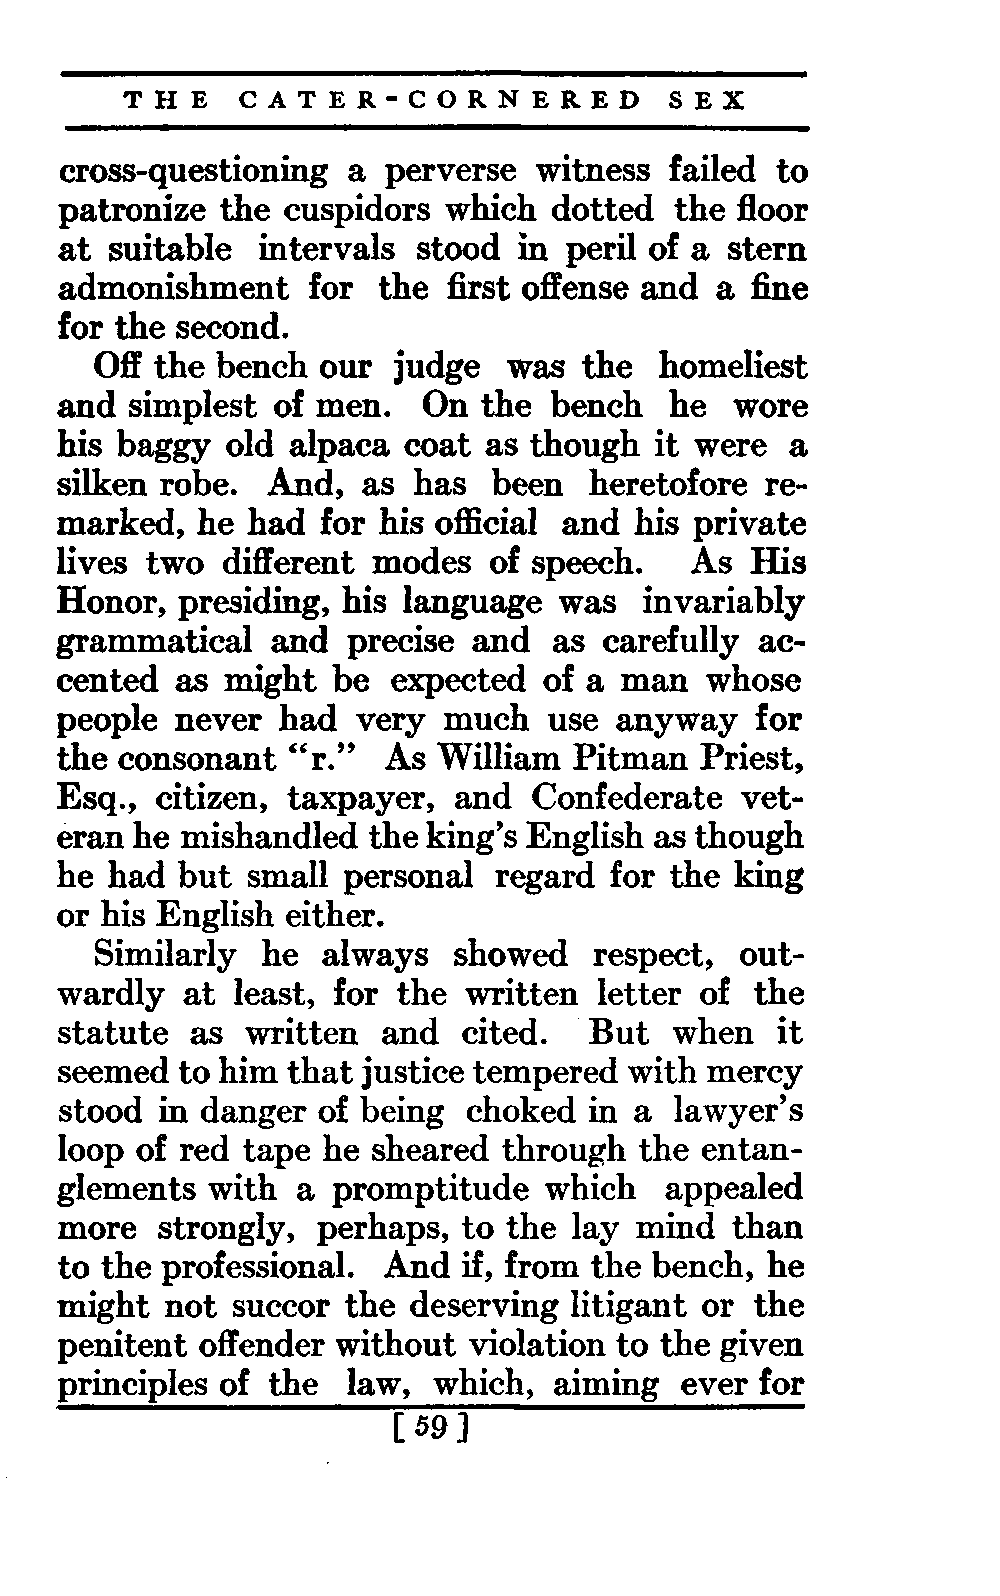 THE CATER-CORNERED SEX
cross-questioning a perverse witness failed to
patronize the cuspidors which dotted the floor
at suitable intervals stood in peril of a stern
admonishment for the first offense and a fine
for the second.
Off the bench our judge was the homeliest
and simplest of men. On the bench he wore
his baggy old alpaca coat as though it were a
silken robe. And, as has been heretofore re-
marked, he had for his official and his private
lives two different modes of speech. As His
Honor, presiding, his language was invariably
grammatical and precise and as carefully ac-
cented as might be expected of a man whose
people never had very much use anyway for
the consonant “r.” As William Pitman Priest,
Esq., citizen, taxpayer, and Confederate vet-
eran he mishandled the king’s English as though
he had but small personal regard for the king
or his English either.
Similarly he always showed respect, out-
wardly at least, for the written letter of the
statute as written and cited. But when it
seemed to him that justice tempered with mercy
stood in danger of being choked in a lawyer’s
loop of red tape he sheared through the entan-
glements with a promptitude which appealed
more strongly, perhaps, to the lay mind than
to the professional. And if, from the bench, he
might not succor the deserving litigant or the
penitent offender without violation to the given
principles of the law, which, aiming ever for
[59]